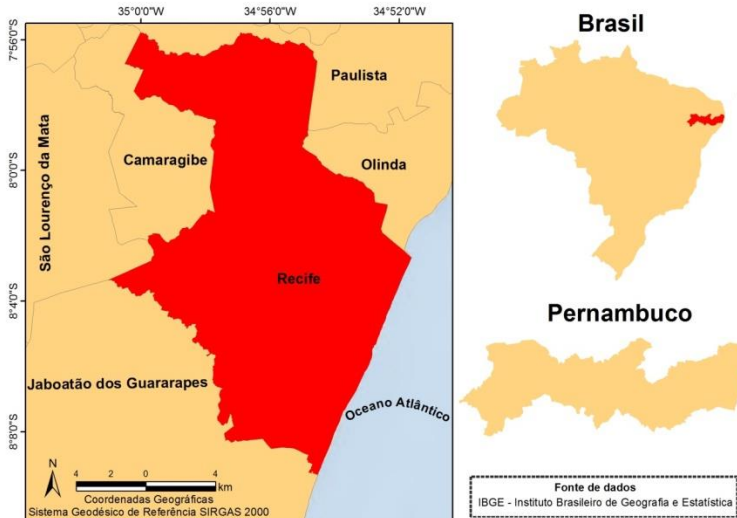 35°0'0"W
34°56'0"W
34°52'0"W
7°56'0"S
8°0'0"S
8°4'0"S
8°8'0"S
Paulista
Camaragibe
Olinda
São Lourenço da Mata
Recife
Jaboatão dos Guararapes
Oceano Atlântico
N
4 2 0 4
km
Coordenadas Geográficas
Sistema Geodésico de Referência SIRGAS 2000
Brasil
Pernambuco
Fonte de dados
IBGE - Instituto Brasileiro de Geografia e Estatística